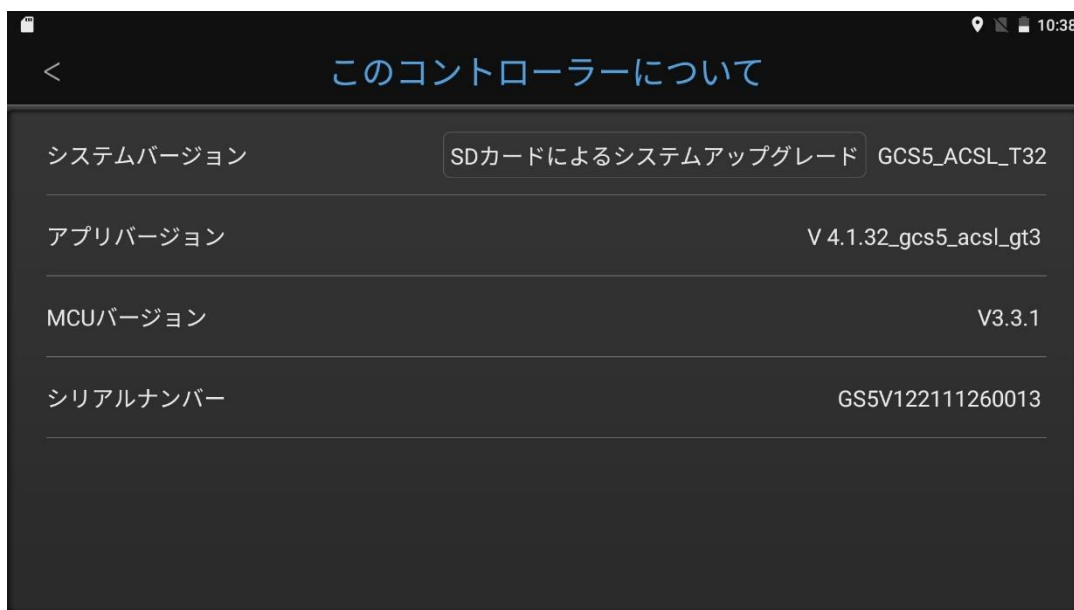 10:38
< このコントローラーについて
システムバージョン SDカードによるシステムアップグレード GCS5_ACSL_T32
アプリバージョン V 4.1.32_gcs5_acsl_gt3
MCUバージョン V3.3.1
シリアルナンバー GS5V122111260013